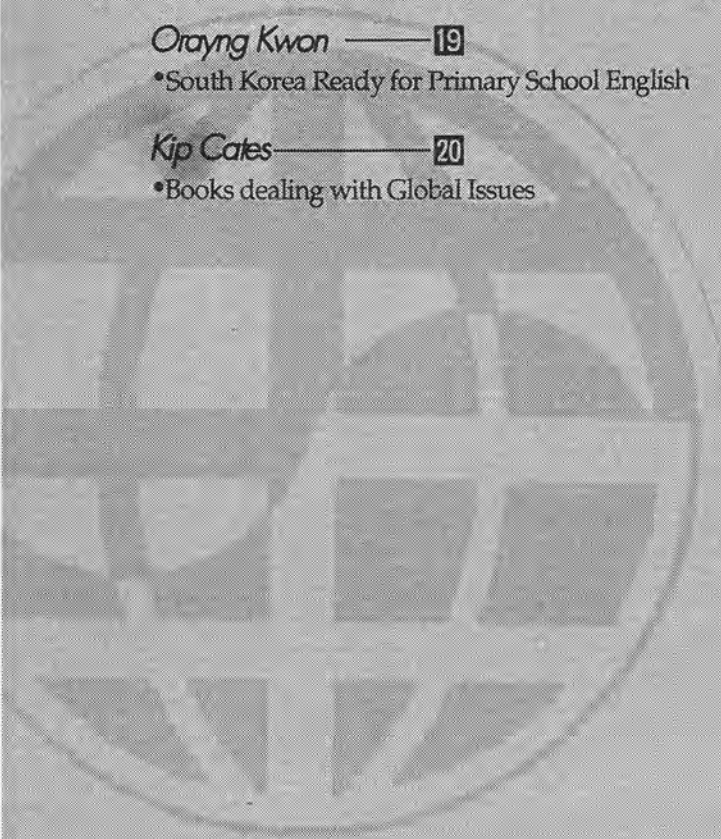 Orayng Kwon 19
•South Korea Ready for Primary School English
Kip Cates 20
•Books dealing with Global Issues